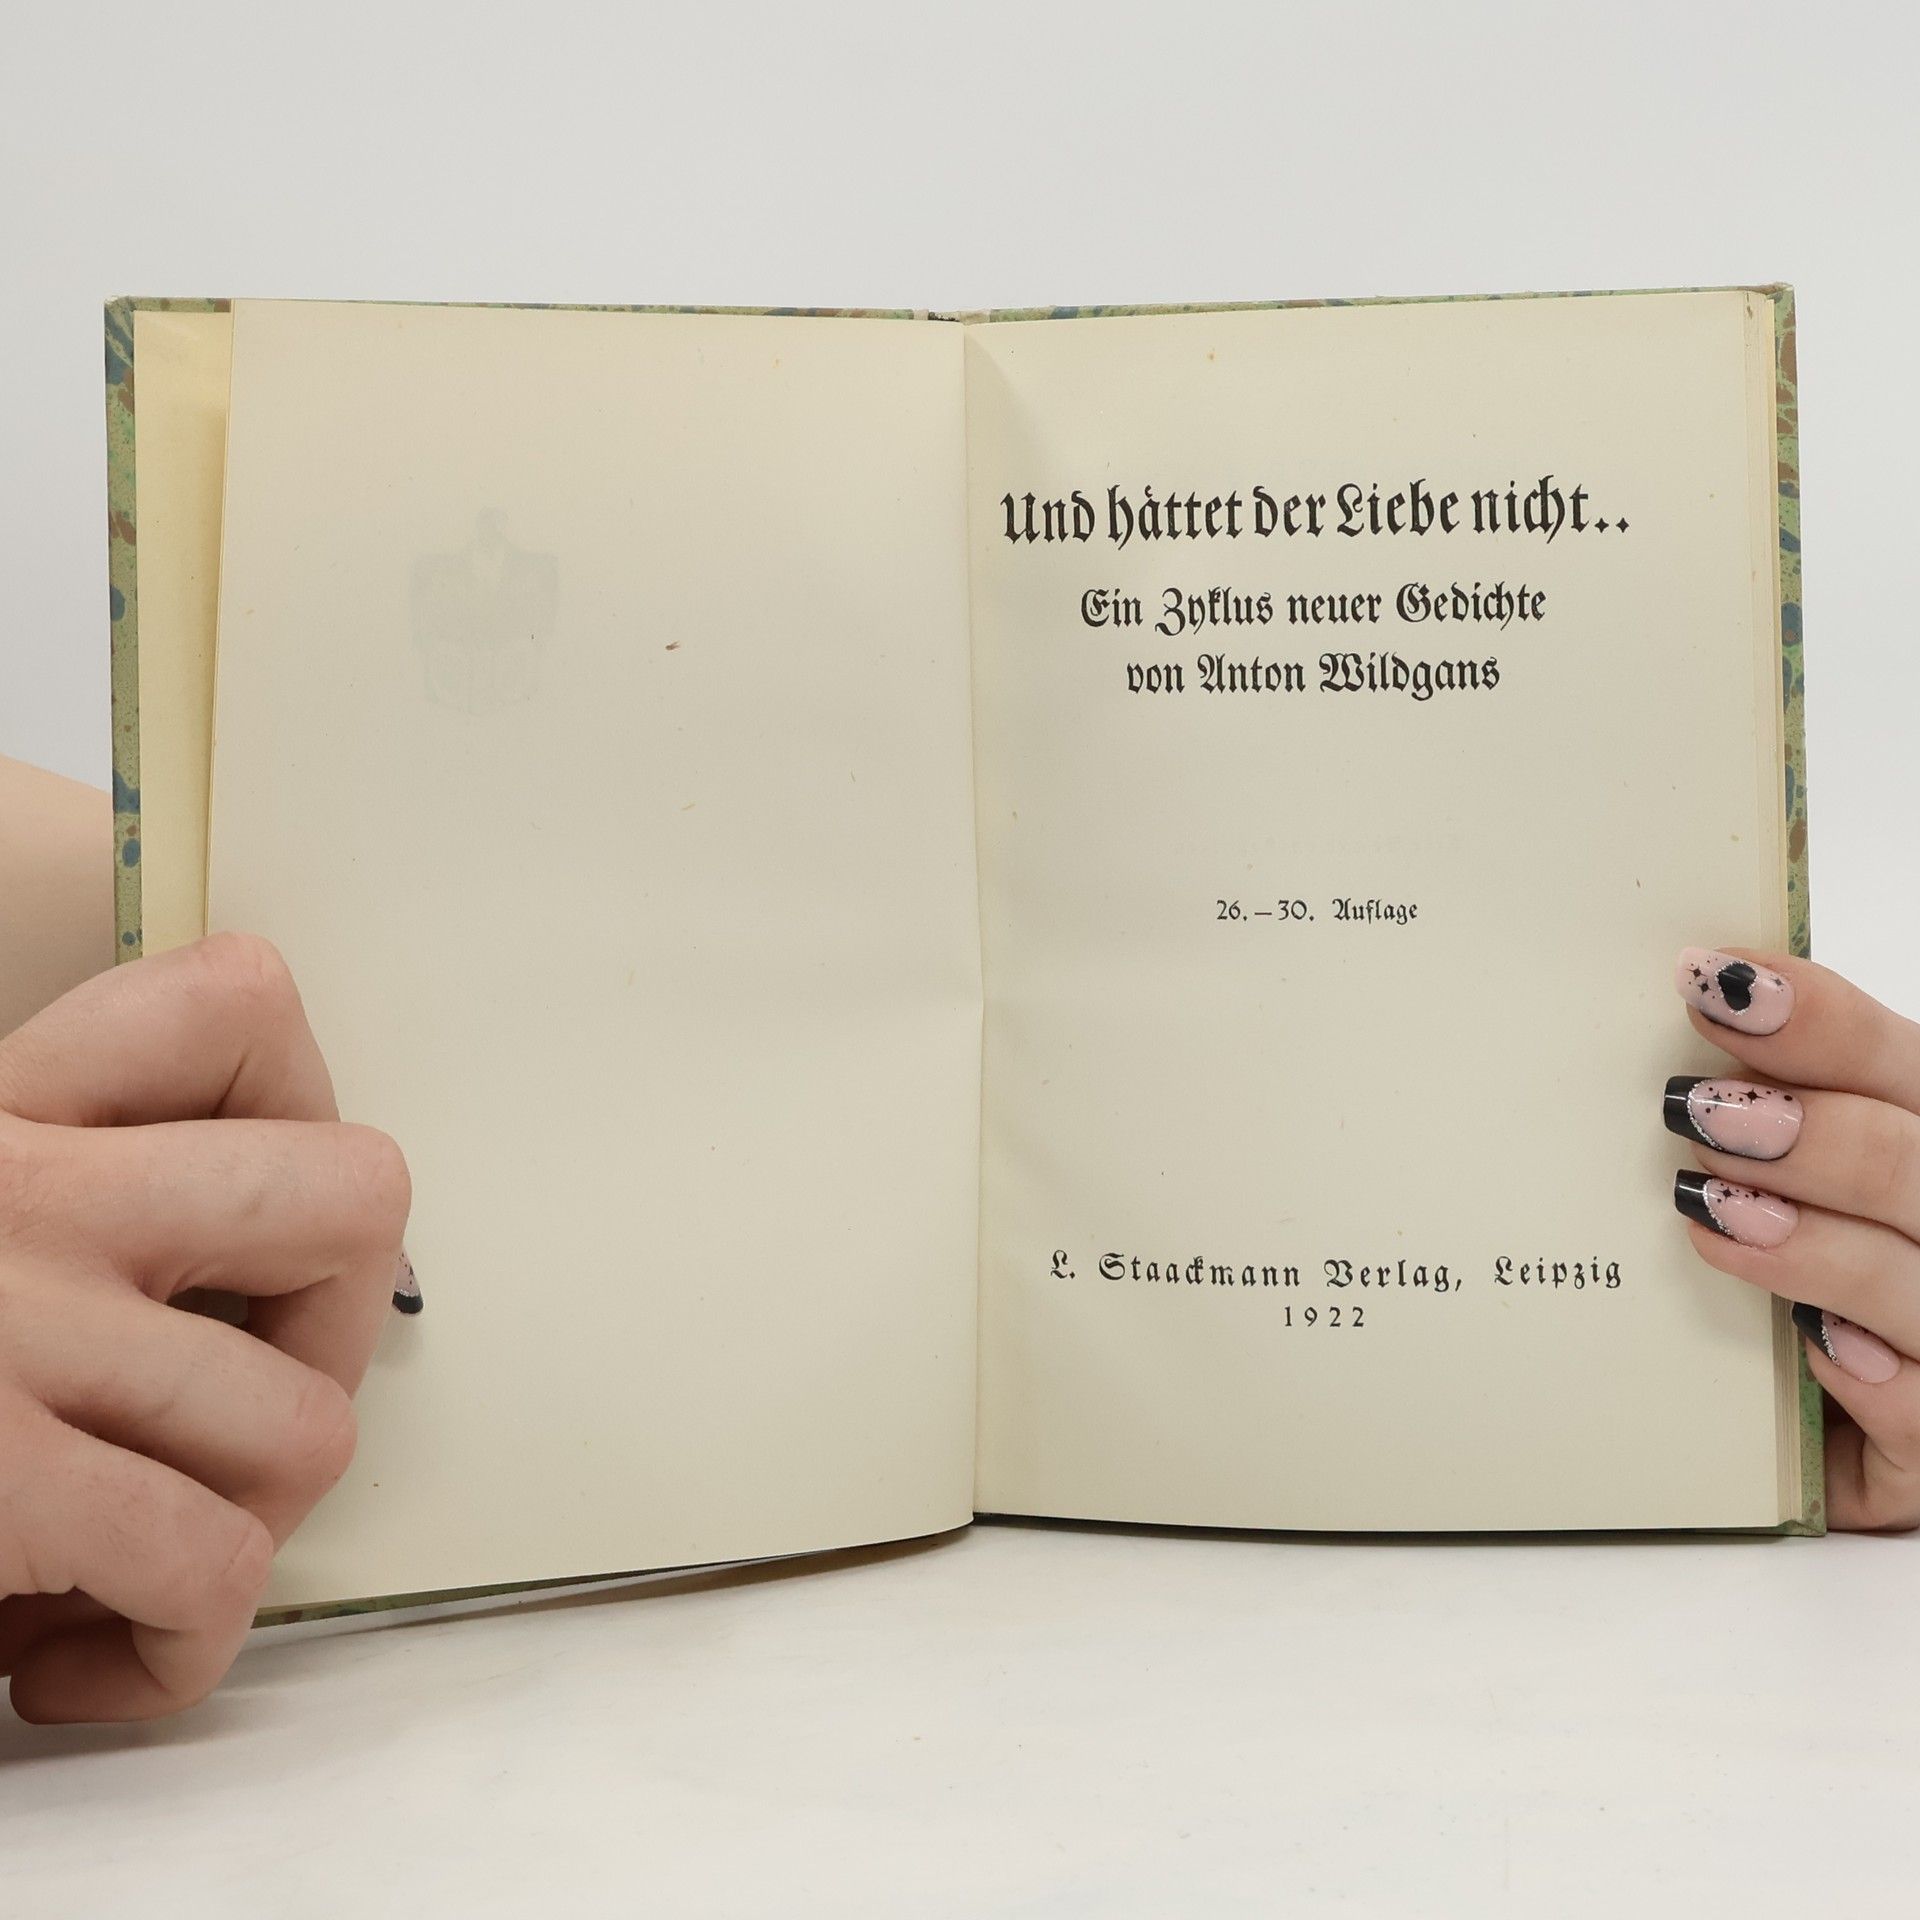 Und hättet der Liebe nicht..
Ein Zyklus neuer Gedichte
von Anton Wildgans
26.–30. Auflage
L. Staackmann Verlag, Leipzig
1922